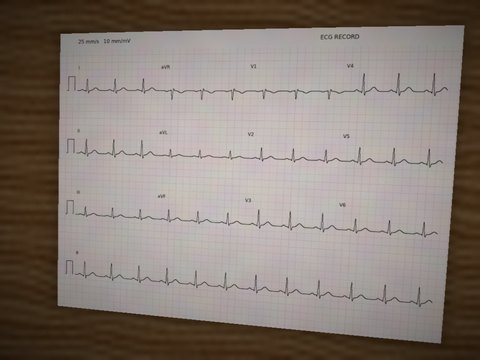 25 mm/s 10 mm/mV ECG RECORD
I aVR V1 V4
II aVL V2 V5
III aVF V3 V6
II